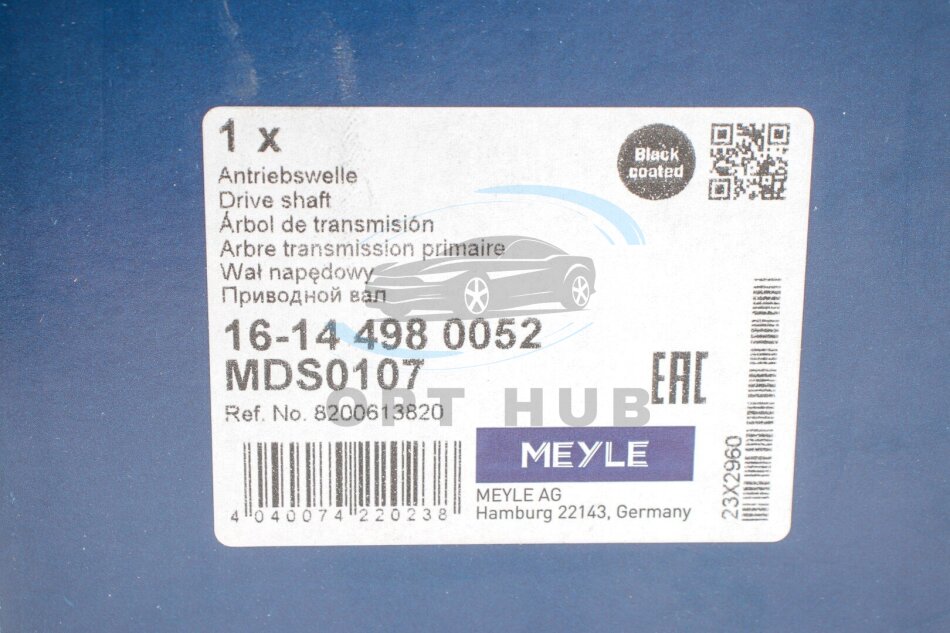 1 x
Black
coated
Antriebswelle
Drive shaft
Árbol de transmisión
Arbre transmission primaire
Wał napędowy
Приводной вал
16-14 498 0052
MDS0107
Ref. No. 8200613820
EAC
OPT HUB
MEYLE
MEYLE AG
Hamburg 22143, Germany
4 040074 220238
23X2960